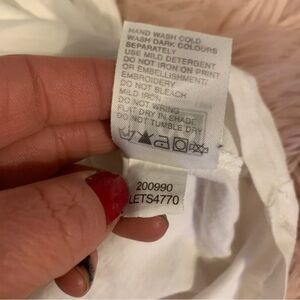 HAND WASH COLD
WASH DARK COLOURS
SEPARATELY
USE MILD DETERGENT
DO NOT IRON ON PRINT
OR EMBELLISHMENT/
EMBROIDERY
DO NOT BLEACH
MILD IRON
DO NOT WRING
FLAT DRY IN SHADE
DO NOT TUMBLE DRY
200990
LETS4770